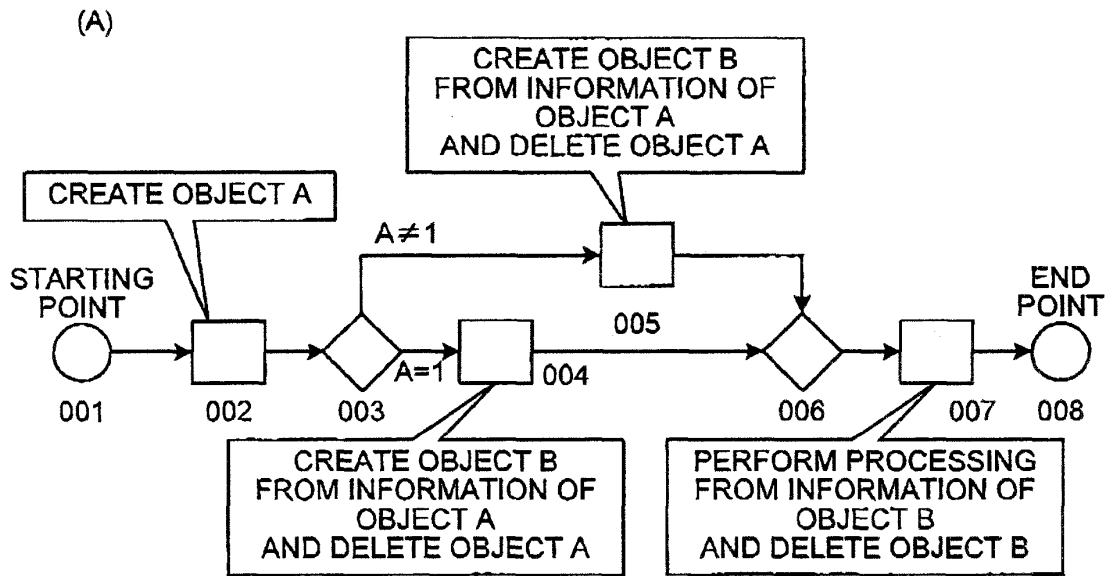 (A)
CREATE OBJECT B
FROM INFORMATION OF
OBJECT A
AND DELETE OBJECT A
CREATE OBJECT A
A≠1
STARTING
POINT
END
POINT
005
A=1
004
001
002
003
006
007
008
CREATE OBJECT B
FROM INFORMATION OF
OBJECT A
AND DELETE OBJECT A
PERFORM PROCESSING
FROM INFORMATION OF
OBJECT B
AND DELETE OBJECT B